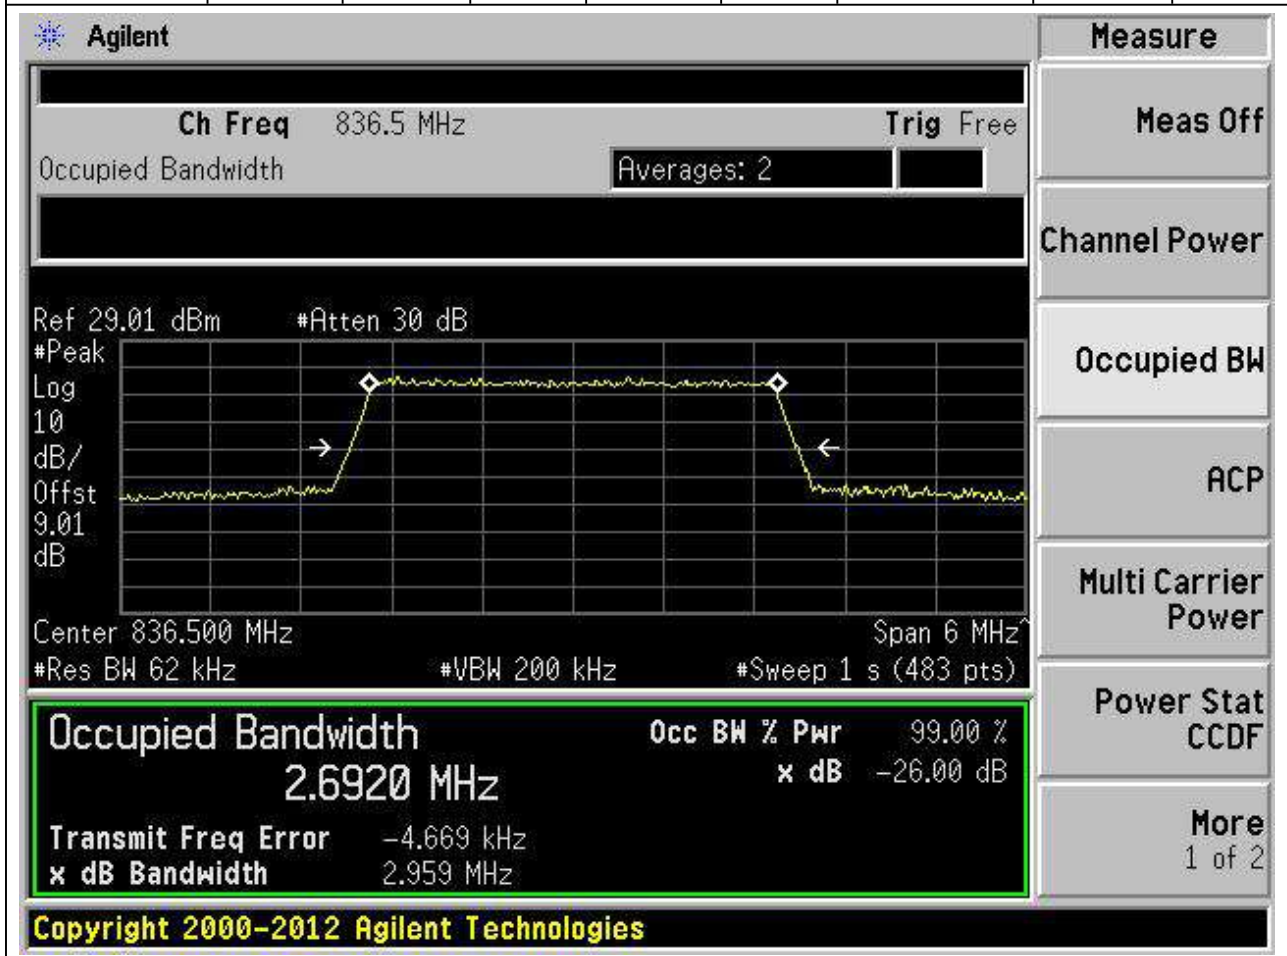 Agilent
Measure
Ch Freq 836.5 MHz Trig Free
Occupied Bandwidth Averages: 2
Meas Off
Channel Power
Occupied BW
ACP
Multi Carrier
Power
Power Stat
CCDF
More
1 of 2
Ref 29.01 dBm #Atten 30 dB
#Peak
Log
10
dB/
Offst
9.01
dB
Center 836.500 MHz Span 6 MHz^
#Res BW 62 kHz #VBW 200 kHz #Sweep 1 s (483 pts)
Occupied Bandwidth Occ BW % Pwr 99.00 %
2.6920 MHz x dB -26.00 dB
Transmit Freq Error -4.669 kHz
x dB Bandwidth 2.959 MHz
Copyright 2000-2012 Agilent Technologies